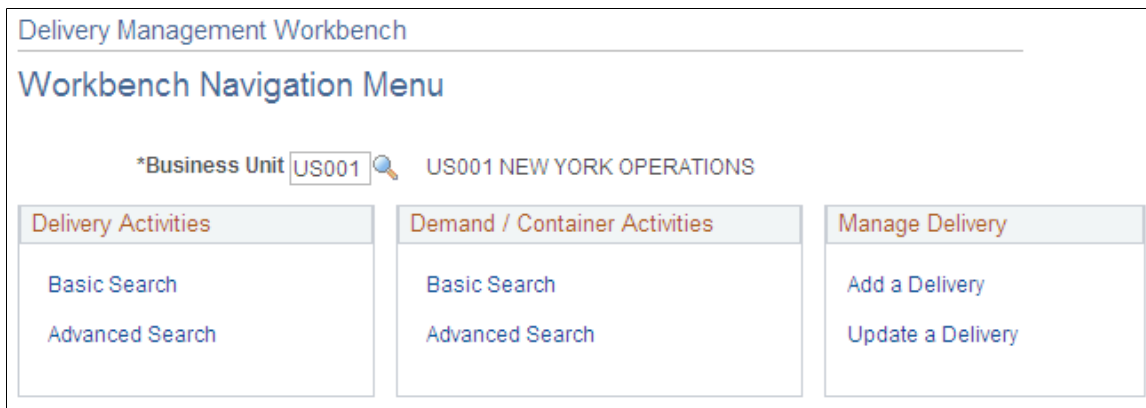 Delivery Management Workbench
Workbench Navigation Menu
*Business Unit US001 US001 NEW YORK OPERATIONS
Delivery Activities Demand / Container Activities Manage Delivery
Basic Search Basic Search Add a Delivery
Advanced Search Advanced Search Update a Delivery